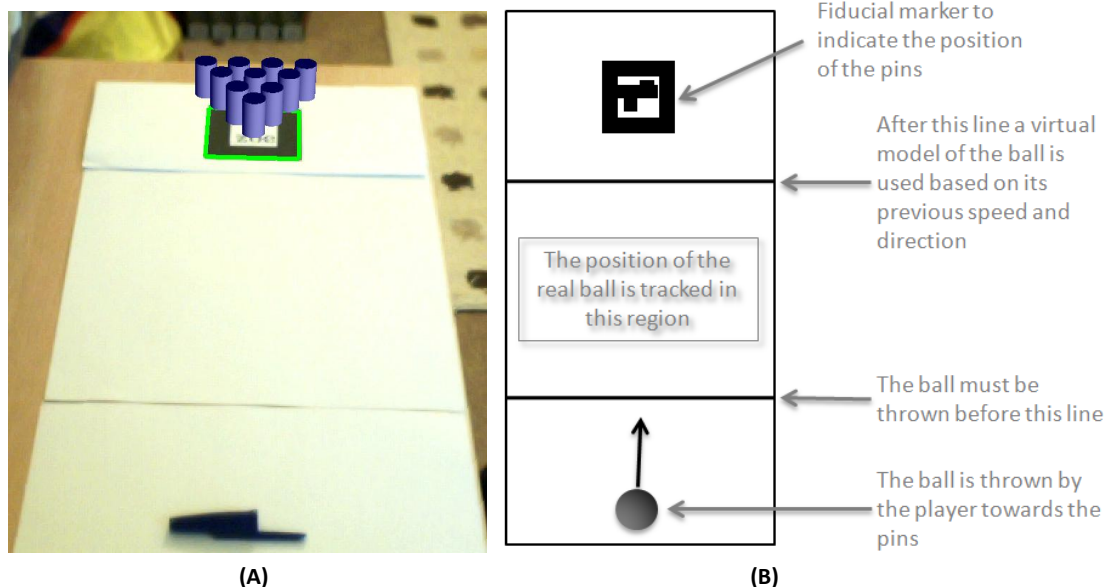 Fiducial marker to
indicate the position
of the pins
After this line a virtual
model of the ball is
used based on its
previous speed and
direction
The position of the
real ball is tracked in
this region
The ball must be
thrown before this line
The ball is thrown by
the player towards the
pins
(A)
(B)